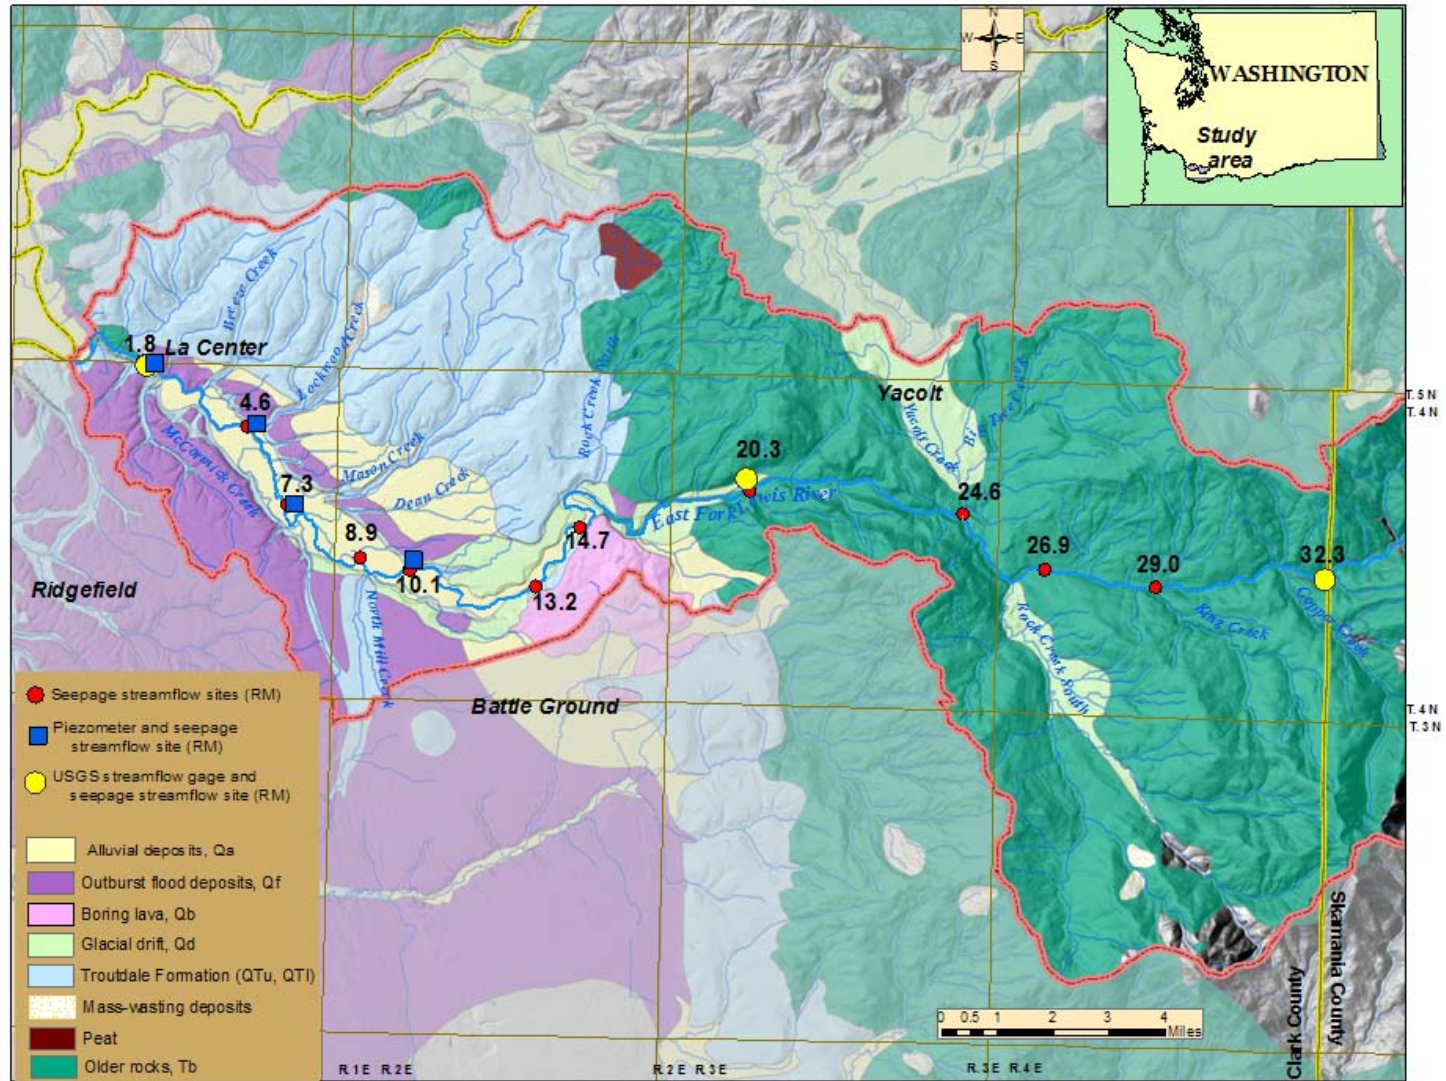 N
W E
S
WASHINGTON
Study
area
Breeze Creek
Lockwood Creek
1.8 La Center
Rock Creek North
Yacolt
Yacolt Creek
Big Tree Creek
T. 5 N
T. 4 N
4.6
McCormick Creek
Mason Creek
Dean Creek
20.3
East Fork Lewis River
7.3
24.6
8.9
14.7
26.9
29.0
32.3
10.1
13.2
Ridgefield
North Mill Creek
Rock Creek South
King Creek
Copper Creek
Battle Ground
T. 4 N
T. 3 N
Seepage streamflow sites (RM)
Piezometer and seepage
streamflow site (RM)
USGS streamflow gage and
seepage streamflow site (RM)
Alluvial deposits, Qa
Outburst flood deposits, Qf
Boring lava, Qb
Glacial drift, Qd
Troutdale Formation (QTu, QTl)
Mass-wasting deposits
Peat
Older rocks, Tb
0 0.5 1 2 3 4
Miles
Clark County
Skamania County
R. 1 E R. 2 E
R. 2 E R. 3 E
R. 3 E R. 4 E